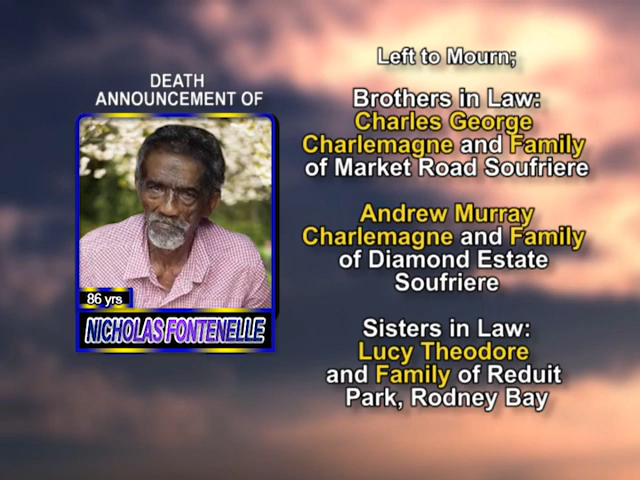 DEATH
ANNOUNCEMENT OF
86 yrs
NICHOLAS FONTENELLE
Left to Mourn;
Brothers in Law:
Charles George
Charlemagne and Family
of Market Road Soufriere
Andrew Murray
Charlemagne and Family
of Diamond Estate
Soufriere
Sisters in Law:
Lucy Theodore
and Family of Reduit
Park, Rodney Bay